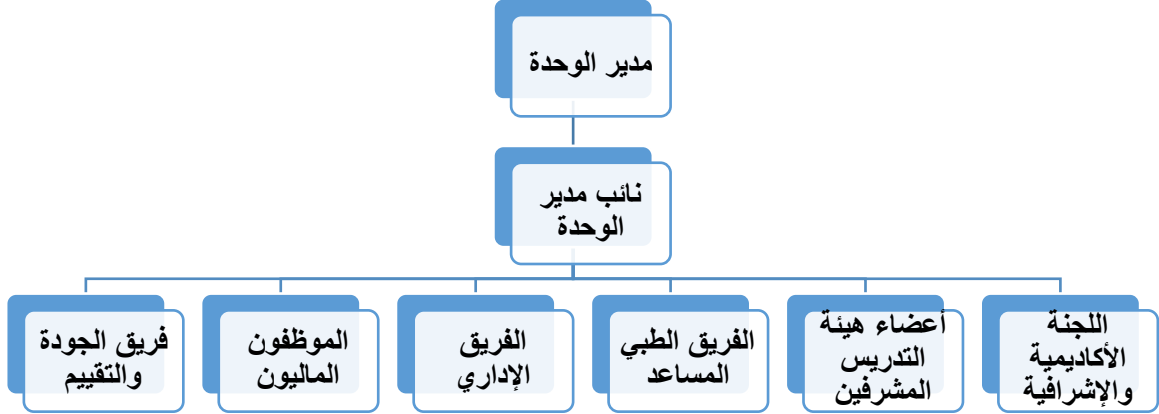 مدير الوحدة
نائب مدير
الوحدة
اللجنة
الأكاديمية
والإشرافية
أعضاء هيئة
التدريس
المشرفين
الفريق الطبي
المساعد
الفريق
الإداري
الموظفون
الماليون
فريق الجودة
والتقييم